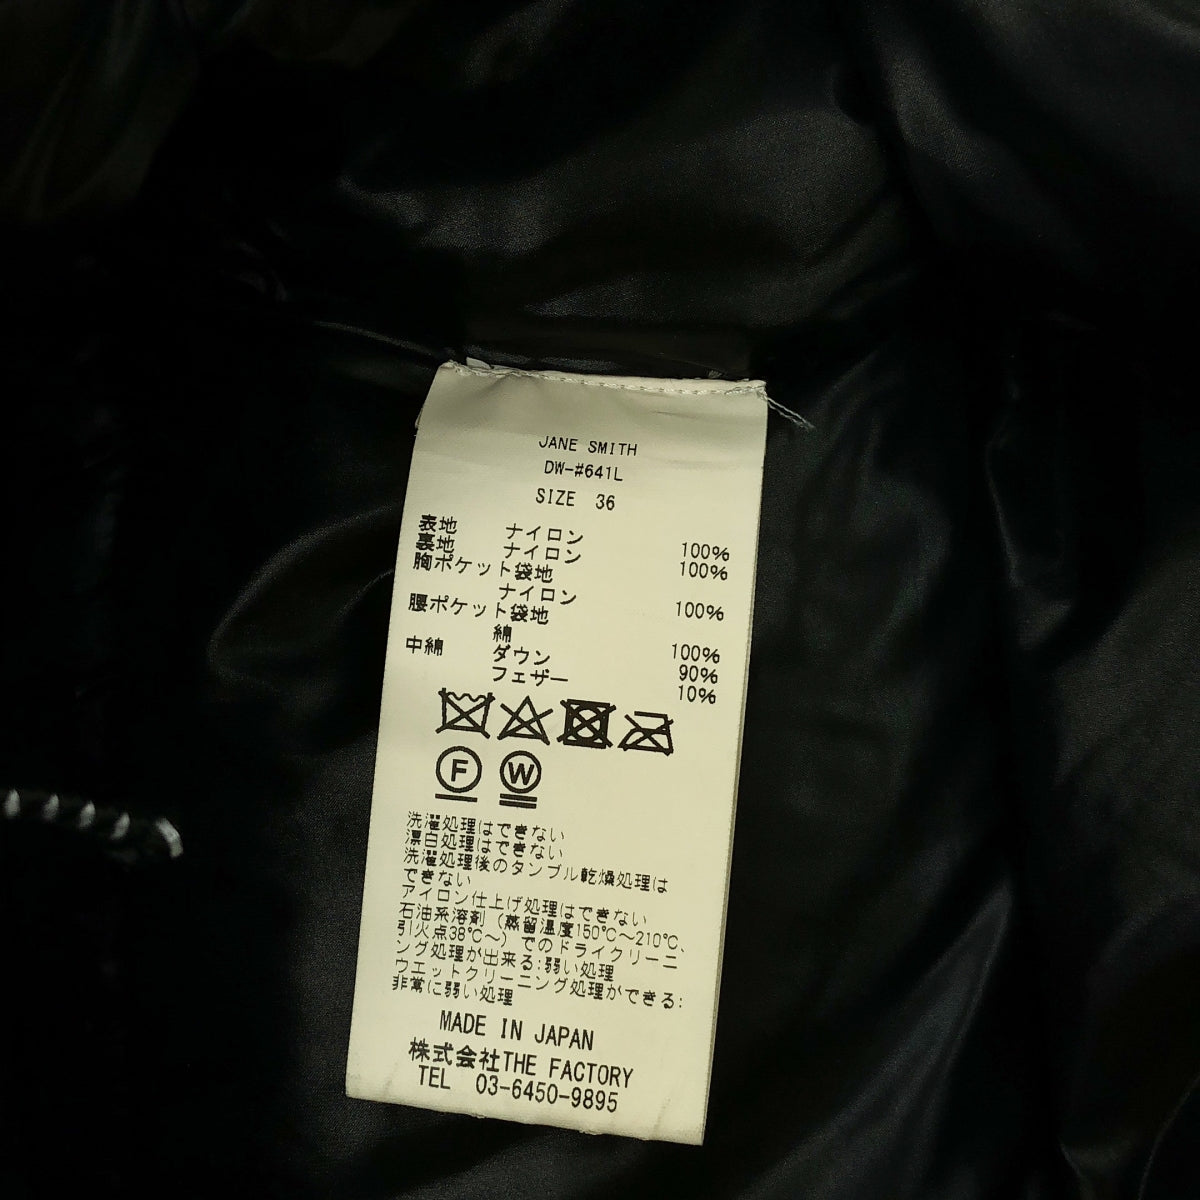 JANE SMITH
DW-#641L
SIZE 36
表地 ナイロン 100%
裏地 ナイロン 100%
胸ポケット袋地
ナイロン 100%
腰ポケット袋地
綿 100%
中綿 ダウン 90%
フェザー 10%
F W
洗濯処理はできない
漂白処理はできない
洗濯処理後のタンブル乾燥処理は
できない
アイロン仕上げ処理はできない
石油系溶剤(蒸留温度150℃～210℃、
引火点38℃～)でのドライクリーニ
ング処理が出来る:弱い処理
ウエットクリーニング処理ができる:
非常に弱い処理
MADE IN JAPAN
株式会社THE FACTORY
TEL 03-6450-9895